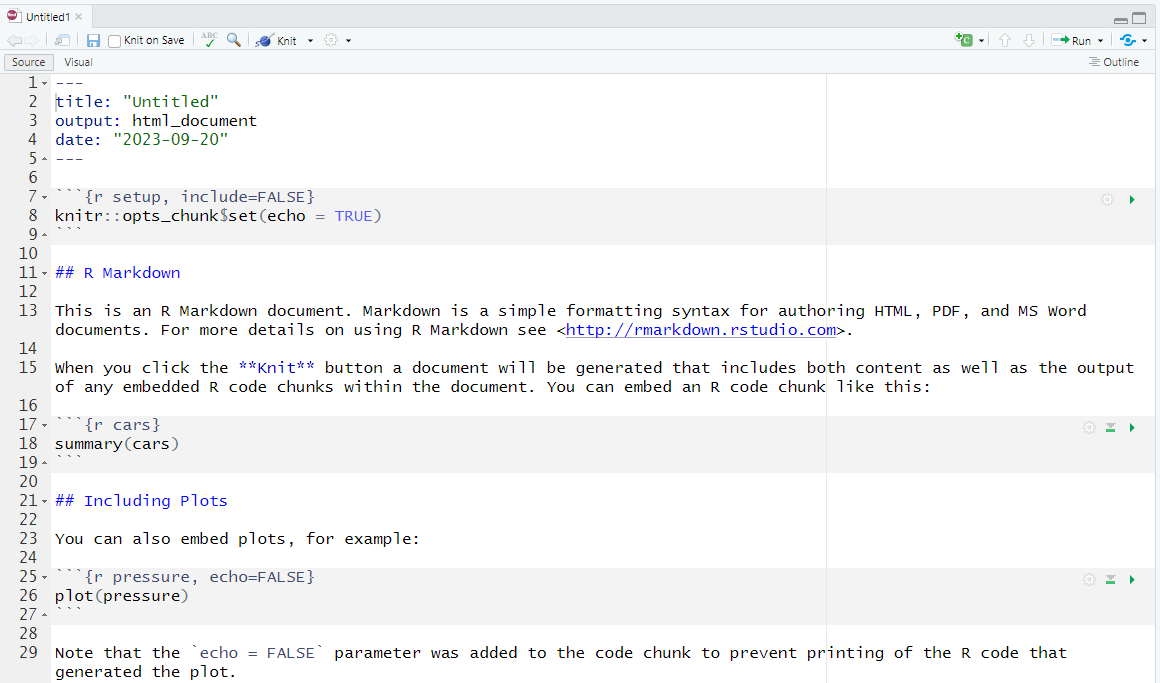 Untitled1
Knit on Save
ABC
Knit
C
Run
Source
Visual
Outline
1 ---
2 title: "Untitled"
3 output: html_document
4 date: "2023-09-20"
5 ---
6
7 ```{r setup, include=FALSE}
8 knitr::opts_chunk$set(echo = TRUE)
9 ```
10
11 ## R Markdown
12
13 This is an R Markdown document. Markdown is a simple formatting syntax for authoring HTML, PDF, and MS Word
documents. For more details on using R Markdown see <http://rmarkdown.rstudio.com>.
14
15 When you click the **Knit** button a document will be generated that includes both content as well as the output
of any embedded R code chunks within the document. You can embed an R code chunk like this:
16
17 ```{r cars}
18 summary(cars)
19 ```
20
21 ## Including Plots
22
23 You can also embed plots, for example:
24
25 ```{r pressure, echo=FALSE}
26 plot(pressure)
27 ```
28
29 Note that the `echo = FALSE` parameter was added to the code chunk to prevent printing of the R code that
generated the plot.